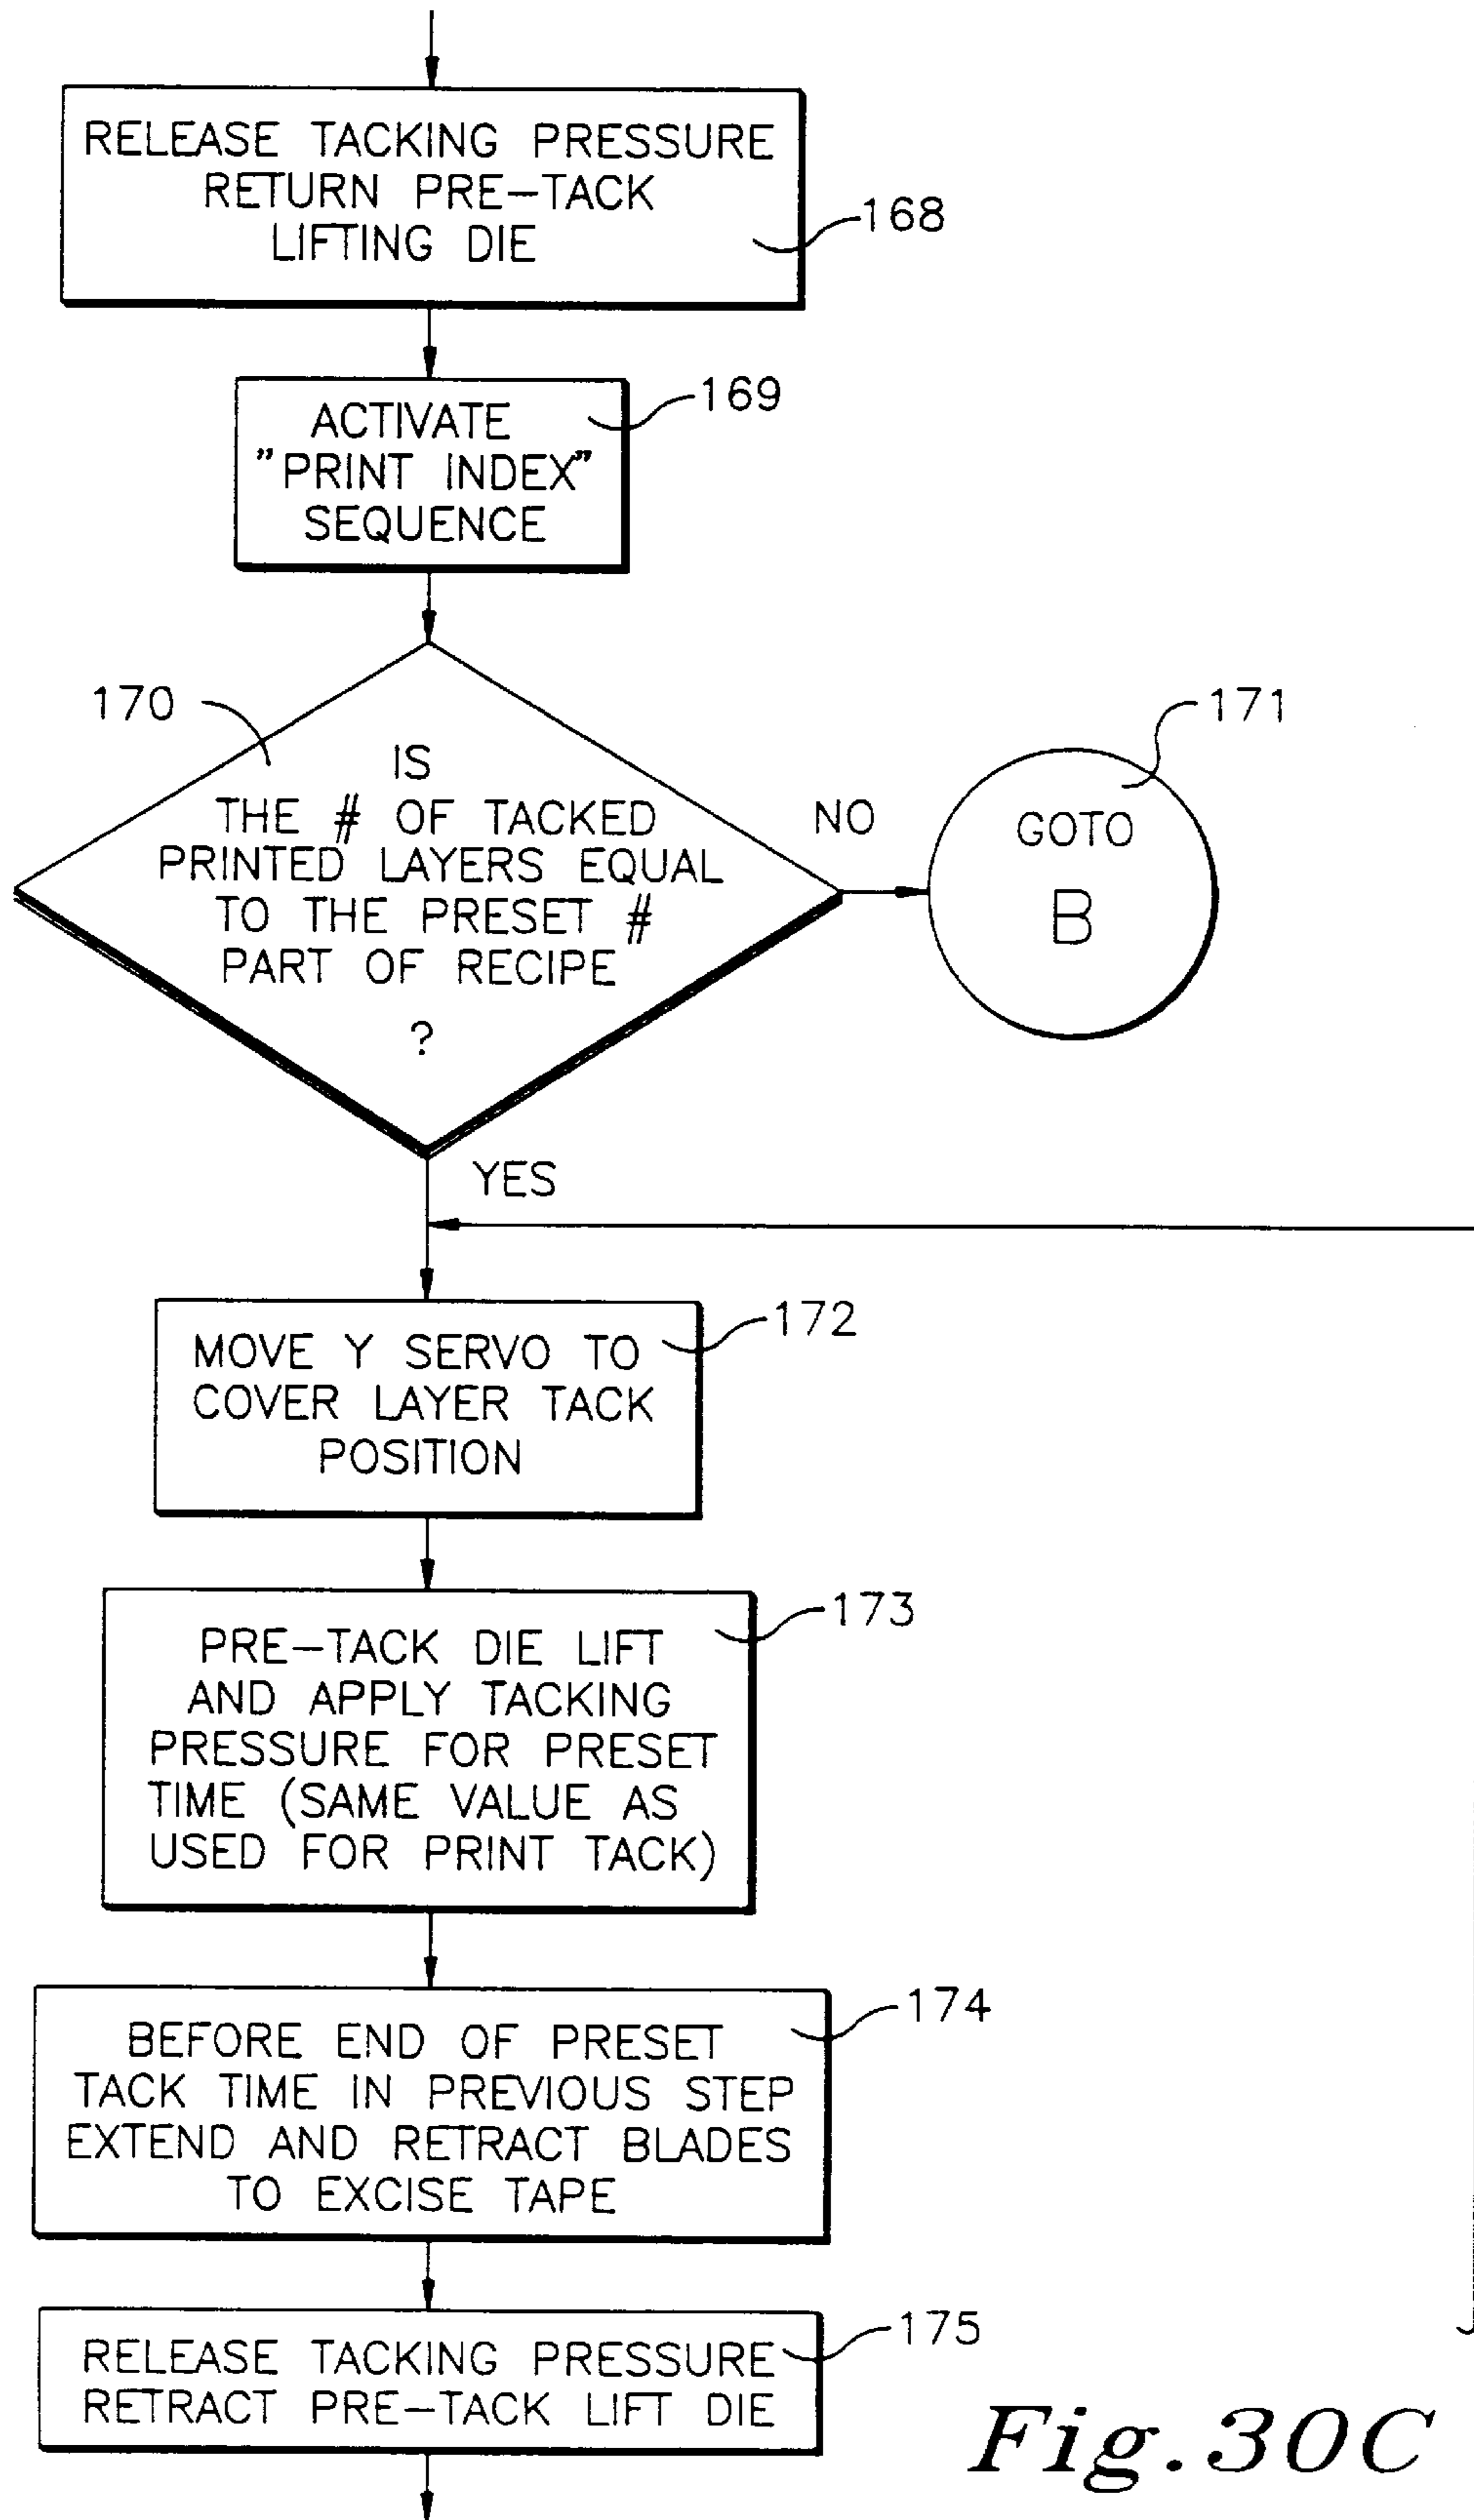 RELEASE TACKING PRESSURE
RETURN PRE-TACK
LIFTING DIE
168
ACTIVATE
"PRINT INDEX"
SEQUENCE
169
170
IS
THE # OF TACKED
PRINTED LAYERS EQUAL
TO THE PRESET #
PART OF RECIPE
?
NO
171
GOTO
B
YES
MOVE Y SERVO TO
COVER LAYER TACK
POSITION
172
PRE-TACK DIE LIFT
AND APPLY TACKING
PRESSURE FOR PRESET
TIME (SAME VALUE AS
USED FOR PRINT TACK)
173
BEFORE END OF PRESET
TACK TIME IN PREVIOUS STEP
EXTEND AND RETRACT BLADES
TO EXCISE TAPE
174
RELEASE TACKING PRESSURE
RETRACT PRE-TACK LIFT DIE
175
Fig.30C